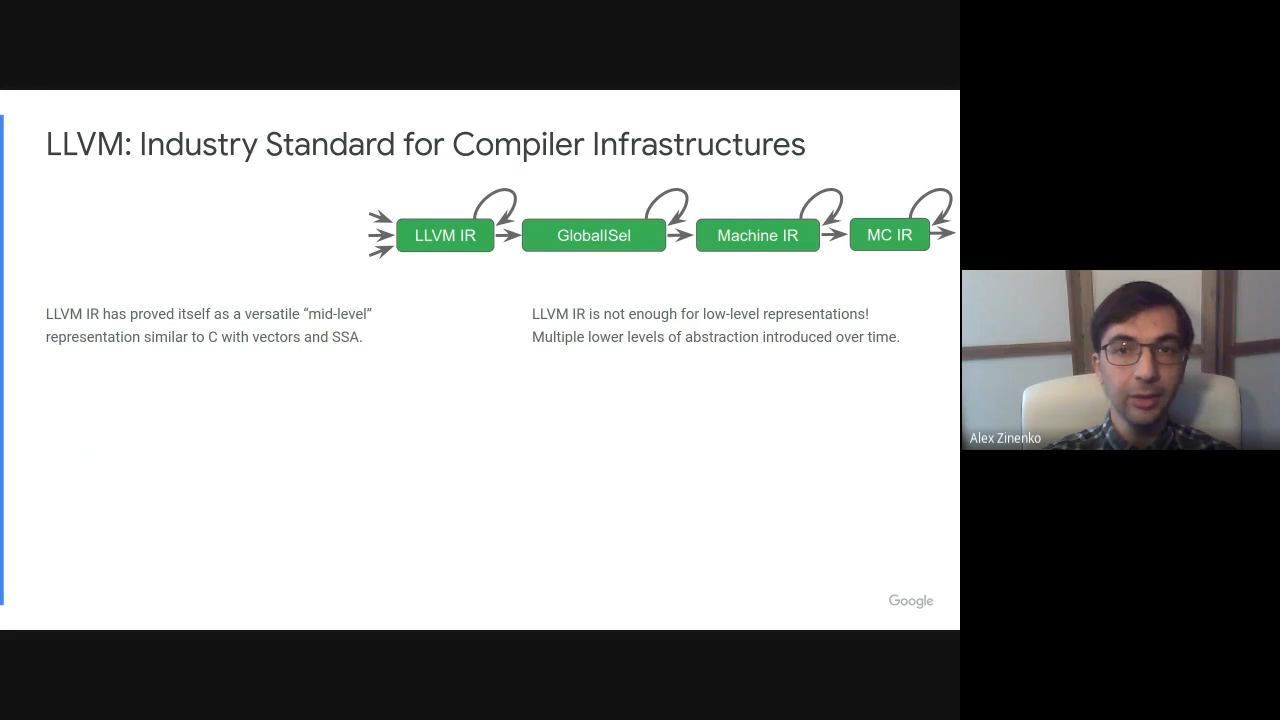 LLVM: Industry Standard for Compiler Infrastructures
LLVM IR
GlobalISel
Machine IR
MC IR
LLVM IR has proved itself as a versatile “mid-level”
representation similar to C with vectors and SSA.
LLVM IR is not enough for low-level representations!
Multiple lower levels of abstraction introduced over time.
Alex Zinenko
Google